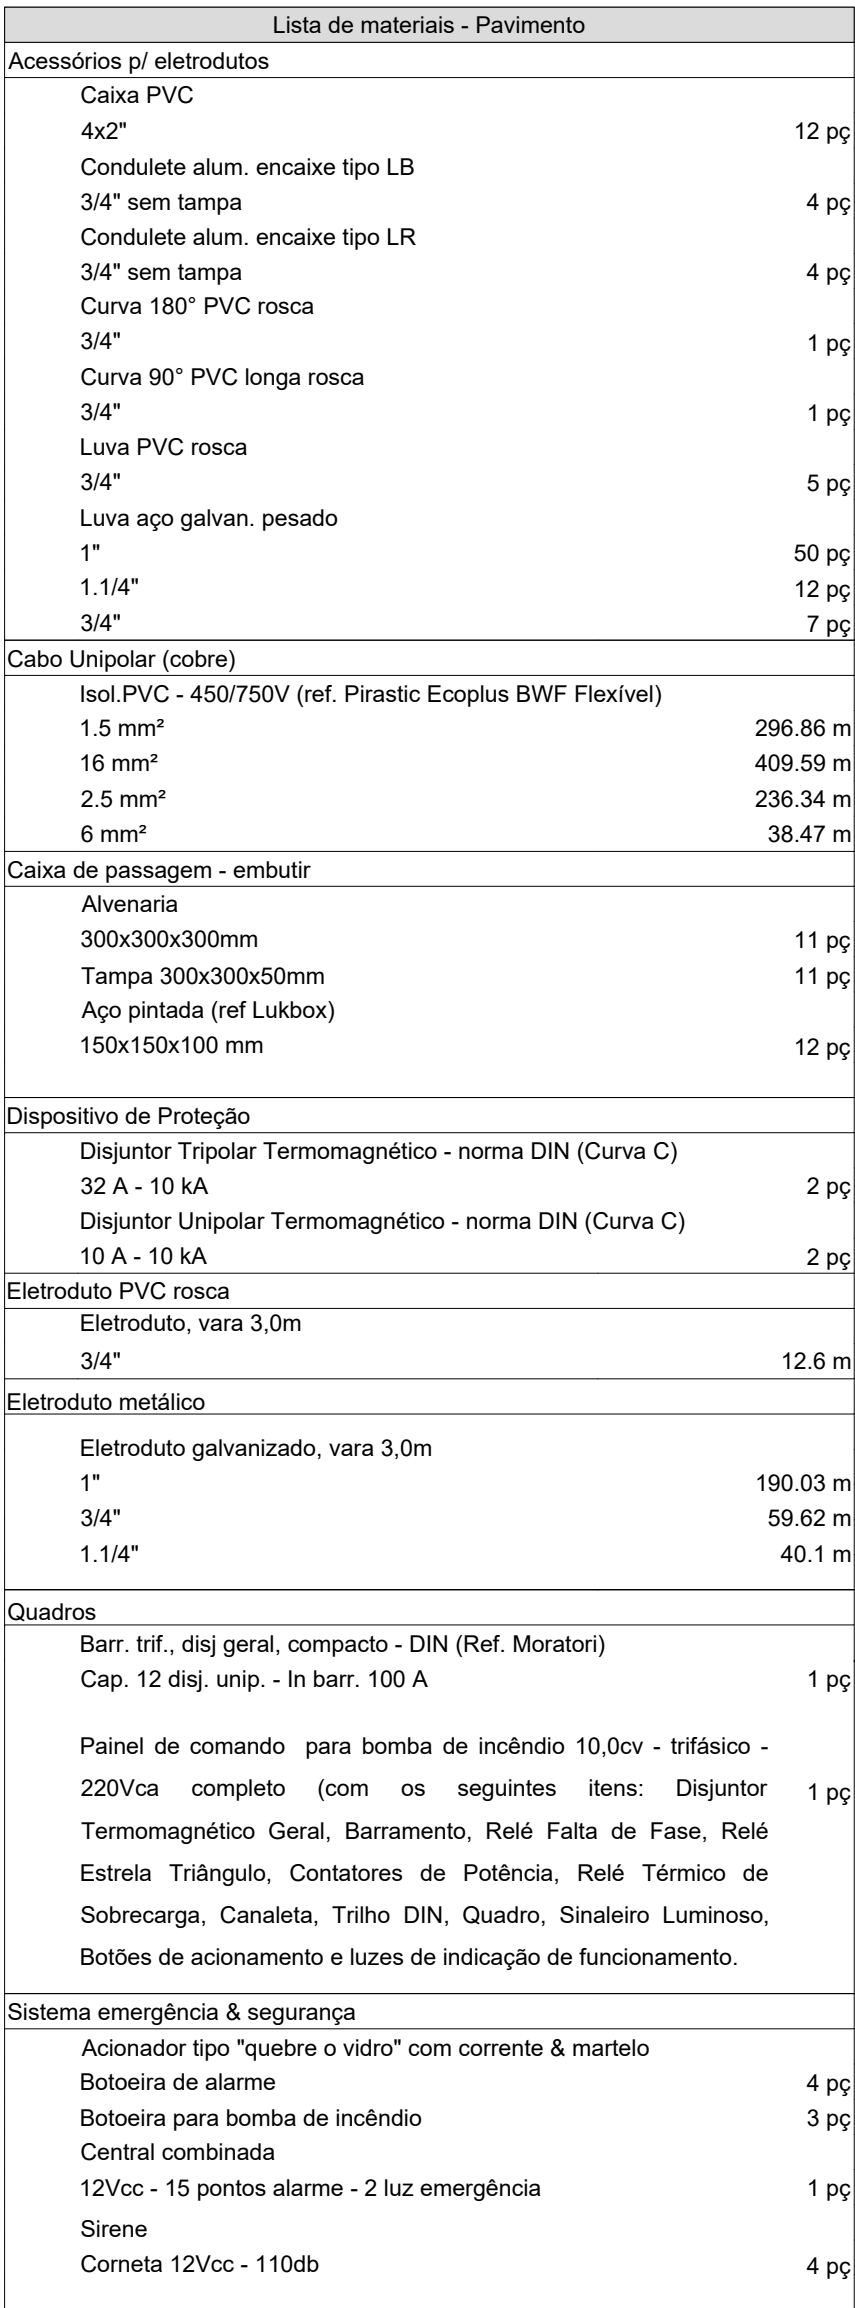 Lista de materiais - Pavimento
Acessórios p/ eletrodutos
Caixa PVC
4x2" 12 pç
Condulete alum. encaixe tipo LB
3/4" sem tampa 4 pç
Condulete alum. encaixe tipo LR
3/4" sem tampa 4 pç
Curva 180° PVC rosca
3/4" 1 pç
Curva 90° PVC longa rosca
3/4" 1 pç
Luva PVC rosca
3/4" 5 pç
Luva aço galvan. pesado
1" 50 pç
1.1/4" 12 pç
3/4" 7 pç
Cabo Unipolar (cobre)
Isol.PVC - 450/750V (ref. Pirastic Ecoplus BWF Flexível)
1.5 mm² 296.86 m
16 mm² 409.59 m
2.5 mm² 236.34 m
6 mm² 38.47 m
Caixa de passagem - embutir
Alvenaria
300x300x300mm 11 pç
Tampa 300x300x50mm 11 pç
Aço pintada (ref Lukbox)
150x150x100 mm 12 pç
Dispositivo de Proteção
Disjuntor Tripolar Termomagnético - norma DIN (Curva C)
32 A - 10 kA 2 pç
Disjuntor Unipolar Termomagnético - norma DIN (Curva C)
10 A - 10 kA 2 pç
Eletroduto PVC rosca
Eletroduto, vara 3,0m
3/4" 12.6 m
Eletroduto metálico
Eletroduto galvanizado, vara 3,0m
1" 190.03 m
3/4" 59.62 m
1.1/4" 40.1 m
Quadros
Barr. trif., disj geral, compacto - DIN (Ref. Moratori)
Cap. 12 disj. unip. - In barr. 100 A 1 pç
Painel de comando para bomba de incêndio 10,0cv - trifásico -
220Vca completo (com os seguintes itens: Disjuntor 1 pç
Termomagnético Geral, Barramento, Relé Falta de Fase, Relé
Estrela Triângulo, Contatores de Potência, Relé Térmico de
Sobrecarga, Canaleta, Trilho DIN, Quadro, Sinaleiro Luminoso,
Botões de acionamento e luzes de indicação de funcionamento.
Sistema emergência & segurança
Acionador tipo "quebre o vidro" com corrente & martelo
Botoeira de alarme 4 pç
Botoeira para bomba de incêndio 3 pç
Central combinada
12Vcc - 15 pontos alarme - 2 luz emergência 1 pç
Sirene
Corneta 12Vcc - 110db 4 pç